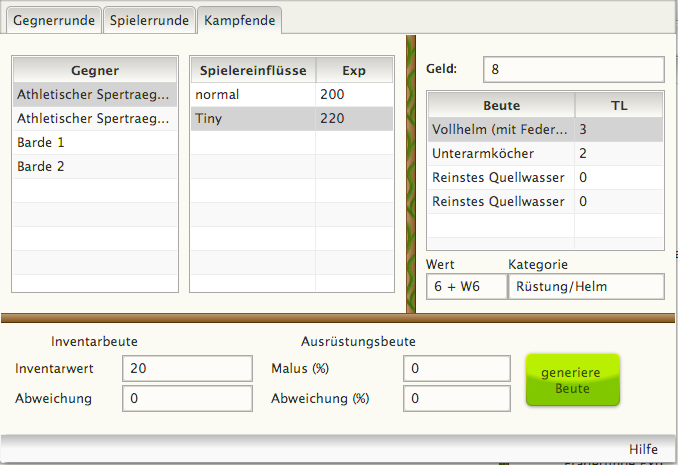 Gegnerrunde Spielerrunde Kampfende
Gegner
Athletischer Spertraeg...
Athletischer Spertraeg...
Barde 1
Barde 2
Spielereinflüsse Exp
normal 200
Tiny 220
Geld: 8
Beute TL
Vollhelm (mit Feder... 3
Unterarmköcher 2
Reinstes Quellwasser 0
Reinstes Quellwasser 0
Wert Kategorie
6 + W6 Rüstung/Helm
Inventarbeute Ausrüstungsbeute
Inventarwert 20 Malus (%) 0
Abweichung 0 Abweichung (%) 0
generiere
Beute
Hilfe